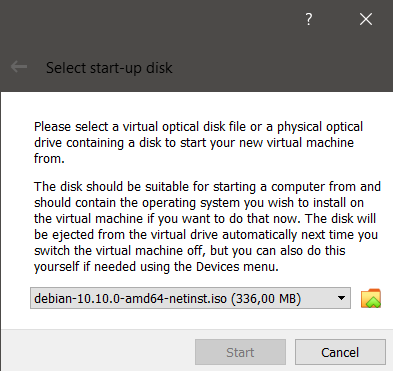 ?
Select start-up disk
Please select a virtual optical disk file or a physical optical
drive containing a disk to start your new virtual machine
from.
The disk should be suitable for starting a computer from and
should contain the operating system you wish to install on
the virtual machine if you want to do that now. The disk will
be ejected from the virtual drive automatically next time you
switch the virtual machine off, but you can also do this
yourself if needed using the Devices menu.
debian-10.10.0-amd64-netinst.iso (336,00 MB)
Start Cancel